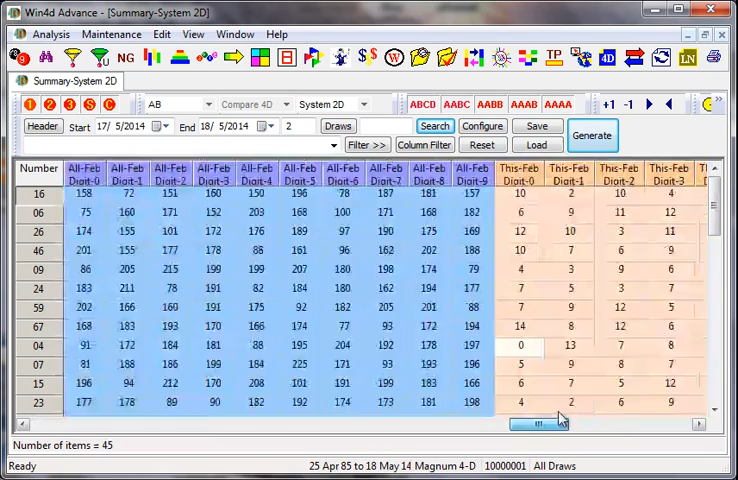 Win4d Advance - [Summary-System 2D]
Analysis Maintenance Edit View Window Help
NG W TP 4D LN
Summary-System 2D
1 2 3 S C AB Compare 4D System 2D ABCD AABC AABB AAAB AAAA +1 -1
Header Start 17/ 5/2014 End 18/ 5/2014 2 Draws Search Configure Save Generate
Filter >> Column Filter Reset Load
Number All-Feb Digit-0 All-Feb Digit-1 All-Feb Digit-2 All-Feb Digit-3 All-Feb Digit-4 All-Feb Digit-5 All-Feb Digit-6 All-Feb Digit-7 All-Feb Digit-8 All-Feb Digit-9 This-Feb Digit-0 This-Feb Digit-1 This-Feb Digit-2 This-Feb Digit-3
16 158 72 151 160 150 196 78 187 181 157 10 2 10 4
06 75 160 171 152 203 168 100 171 168 182 6 9 11 12
26 174 155 101 172 176 189 97 190 175 169 12 10 3 11
46 201 155 177 178 88 161 96 162 202 188 10 7 6 9
09 86 205 215 199 199 207 180 198 174 79 4 3 9 6
24 183 211 78 191 82 184 180 162 194 177 7 5 3 7
59 202 166 160 191 175 92 182 205 201 88 7 9 12 5
67 168 183 193 170 166 174 77 93 172 194 14 8 12 6
04 91 172 184 181 88 195 204 192 178 197 0 13 7 8
07 81 188 186 199 184 225 171 93 193 196 5 9 8 7
15 196 94 212 170 208 101 191 199 183 166 6 7 5 12
23 177 178 89 90 182 192 174 173 181 198 4 2 6 9
Number of items = 45
Ready 25 Apr 85 to 18 May 14 Magnum 4-D 10000001 All Draws